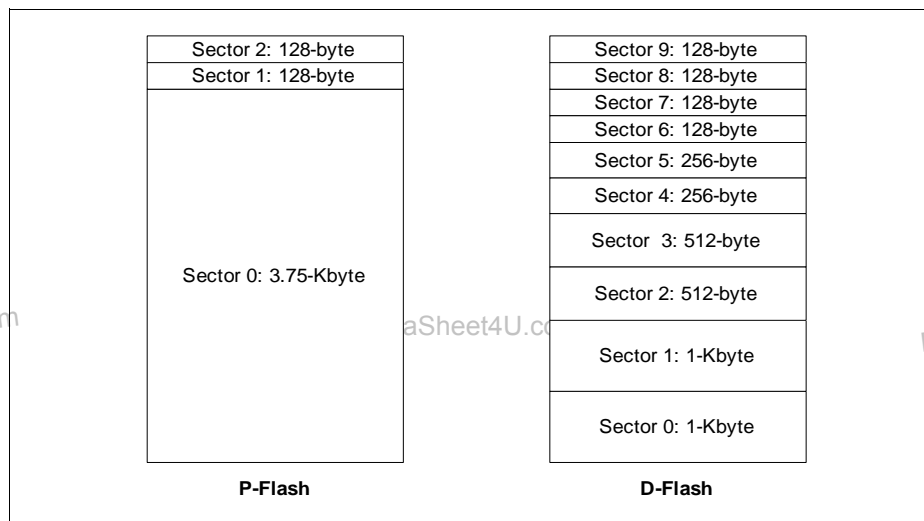 Sector 2: 128-byte
Sector 1: 128-byte
Sector 0: 3.75-Kbyte
P-Flash
Sector 9: 128-byte
Sector 8: 128-byte
Sector 7: 128-byte
Sector 6: 128-byte
Sector 5: 256-byte
Sector 4: 256-byte
Sector 3: 512-byte
Sector 2: 512-byte
Sector 1: 1-Kbyte
Sector 0: 1-Kbyte
D-Flash
aSheet4U.co